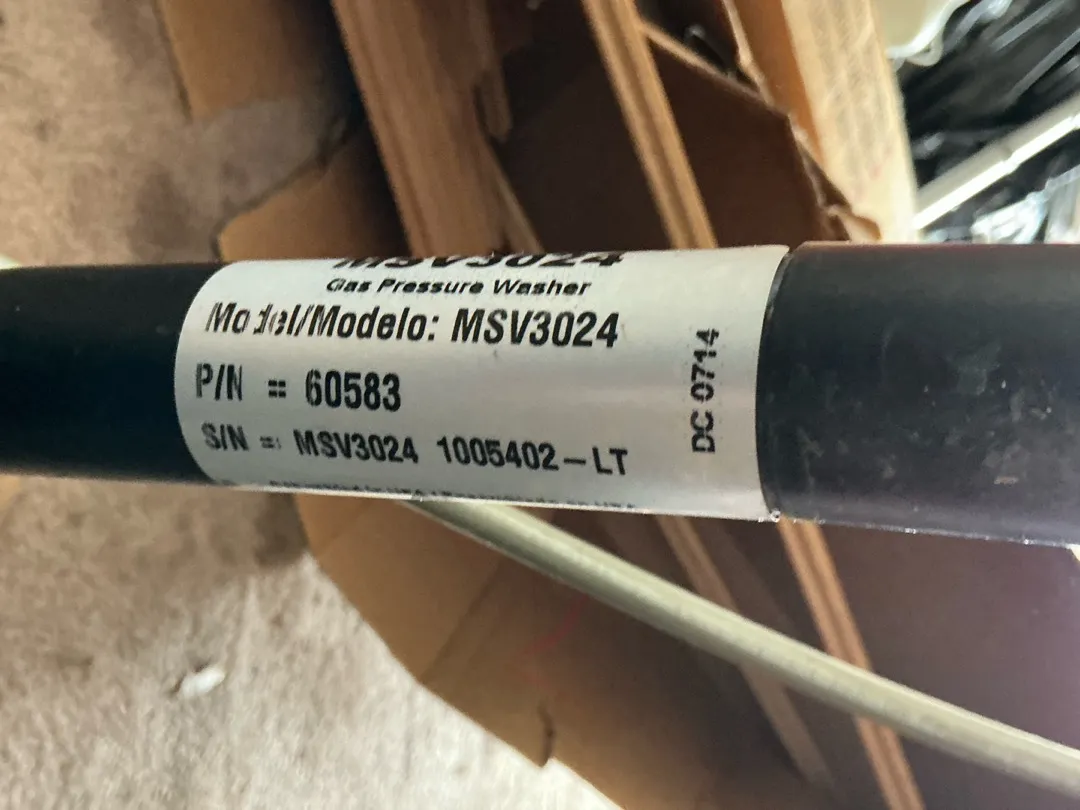 MSV3024
Gas Pressure Washer
Model/Modelo: MSV3024
P/N = 60583
S/N = MSV3024 1005402-LT
DC 0714